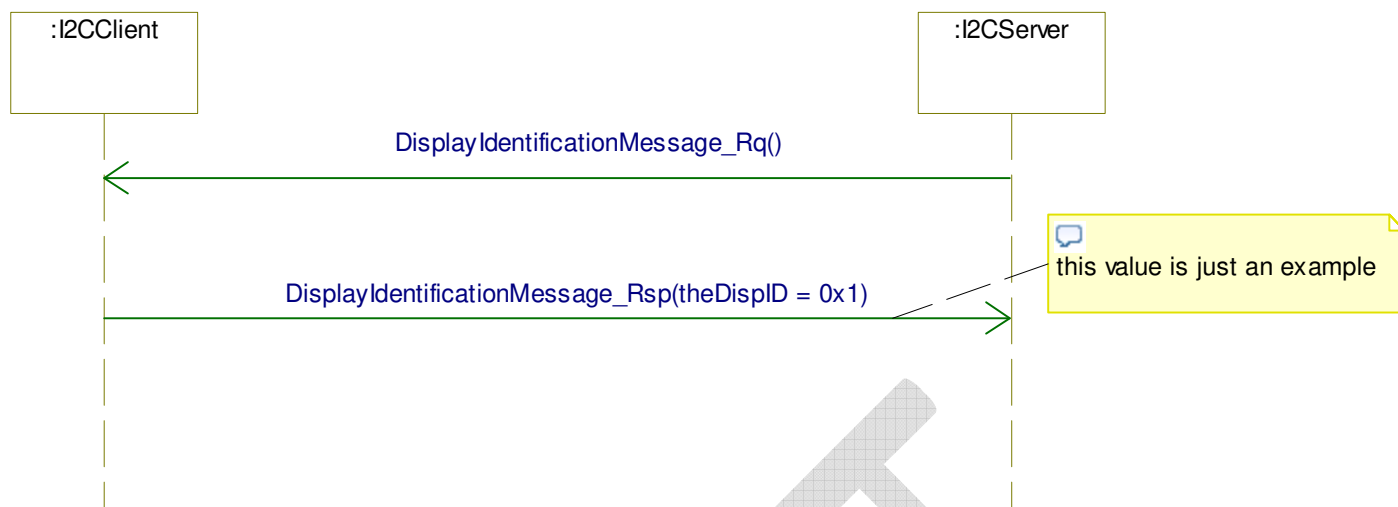 :I2CClient
:I2CServer
DisplayIdentificationMessage_Rq()
this value is just an example
DisplayIdentificationMessage_Rsp(theDispID = 0x1)